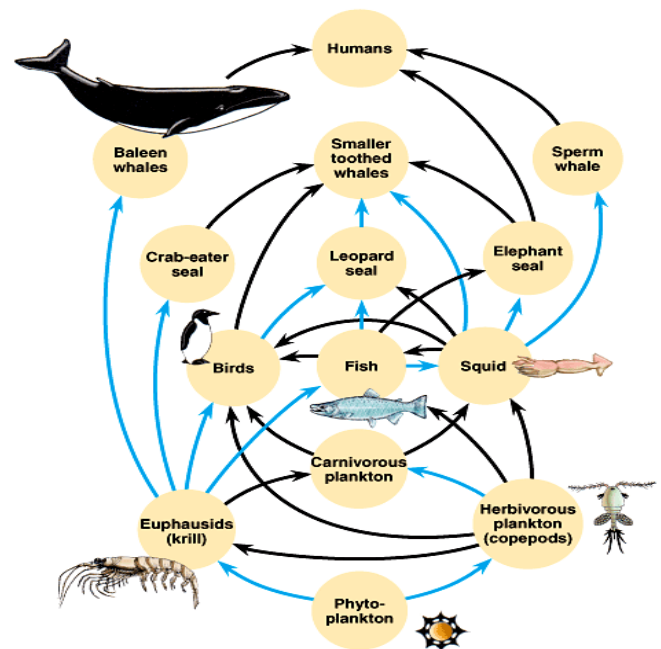 Humans
Baleen
whales
Smaller
toothed
whales
Sperm
whale
Crab-eater
seal
Leopard
seal
Elephant
seal
Birds
Fish
Squid
Carnivorous
plankton
Euphausids
(krill)
Herbivorous
plankton
(copepods)
Phyto-
plankton